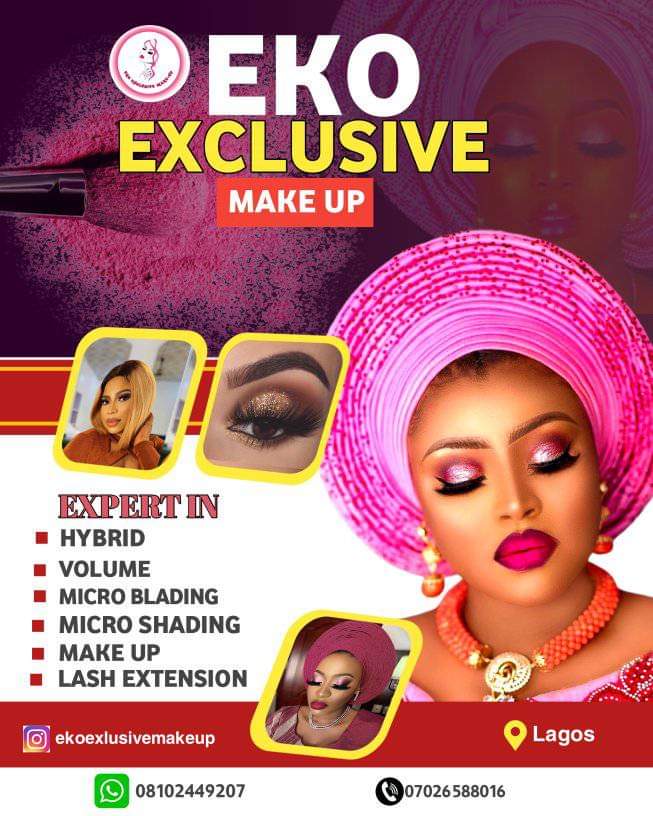 EKO
EXCLUSIVE
MAKE UP
EXPERT IN
HYBRID
VOLUME
MICRO BLADING
MICRO SHADING
MAKE UP
LASH EXTENSION
ekoexlusivemakeup
Lagos
08102449207
07026588016